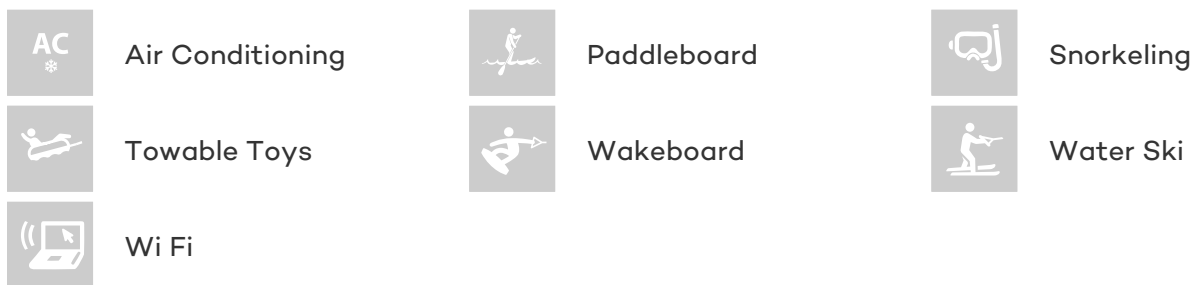 AC
Air Conditioning
Paddleboard
Snorkeling
Towable Toys
Wakeboard
Water Ski
Wi Fi